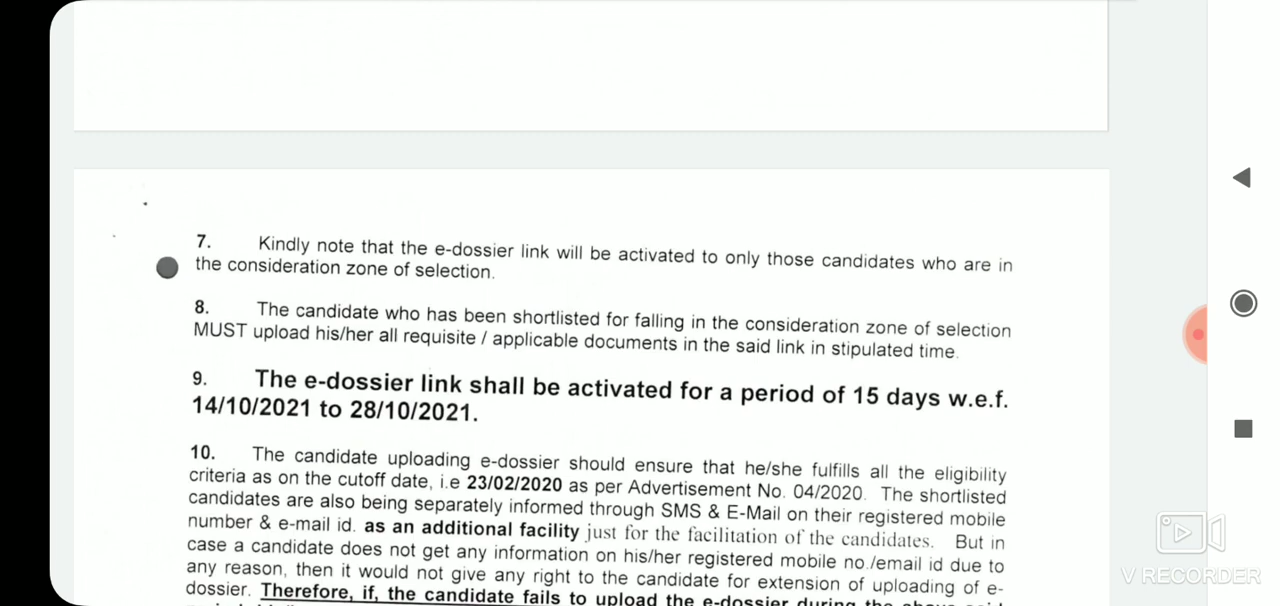 7. Kindly note that the e-dossier link will be activated to only those candidates who are in
the consideration zone of selection.
8. The candidate who has been shortlisted for falling in the consideration zone of selection
MUST upload his/her all requisite / applicable documents in the said link in stipulated time.
9. The e-dossier link shall be activated for a period of 15 days w.e.f.
14/10/2021 to 28/10/2021.
10. The candidate uploading e-dossier should ensure that he/she fulfills all the eligibility
criteria as on the cutoff date, i.e 23/02/2020 as per Advertisement No. 04/2020. The shortlisted
candidates are also being separately informed through SMS & E-Mail on their registered mobile
number & e-mail id. as an additional facility just for the facilitation of the candidates. But in
case a candidate does not get any information on his/her registered mobile no./email id due to
any reason, then it would not give any right to the candidate for extension of uploading of e-
dossier. Therefore, if, the candidate fails to upload the e-dossier during the above said
V RECORDER